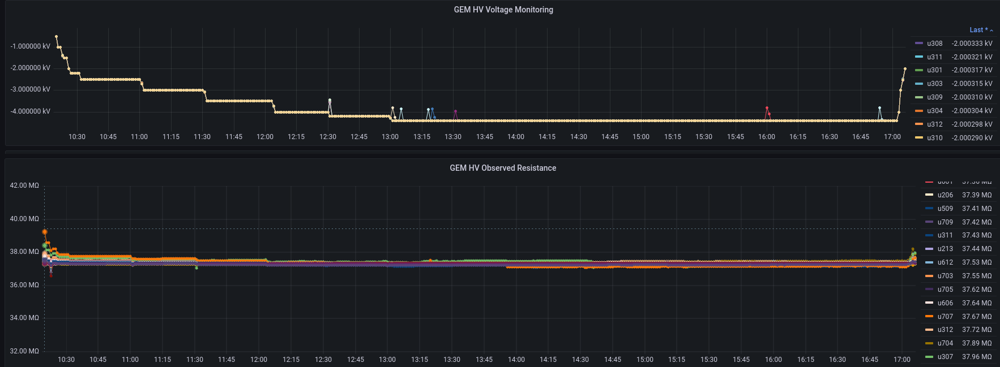 GEM HV Voltage Monitoring
Last *
-1.000000 kV
-2.000000 kV
-3.000000 kV
-4.000000 kV
10:30 10:45 11:00 11:15 11:30 11:45 12:00 12:15 12:30 12:45 13:00 13:15 13:30 13:45 14:00 14:15 14:30 14:45 15:00 15:15 15:30 15:45 16:00 16:15 16:30 16:45 17:00
u308 -2.000333 kV
u311 -2.000321 kV
u301 -2.000317 kV
u303 -2.000315 kV
u309 -2.000310 kV
u304 -2.000304 kV
u312 -2.000298 kV
u310 -2.000290 kV
GEM HV Observed Resistance
42.00 MΩ
40.00 MΩ
38.00 MΩ
36.00 MΩ
34.00 MΩ
32.00 MΩ
10:30 10:45 11:00 11:15 11:30 11:45 12:00 12:15 12:30 12:45 13:00 13:15 13:30 13:45 14:00 14:15 14:30 14:45 15:00 15:15 15:30 15:45 16:00 16:15 16:30 16:45 17:00
u206 37.39 MΩ
u509 37.41 MΩ
u709 37.42 MΩ
u311 37.43 MΩ
u213 37.44 MΩ
u612 37.53 MΩ
u703 37.55 MΩ
u705 37.62 MΩ
u606 37.64 MΩ
u707 37.67 MΩ
u312 37.72 MΩ
u704 37.89 MΩ
u307 37.96 MΩ